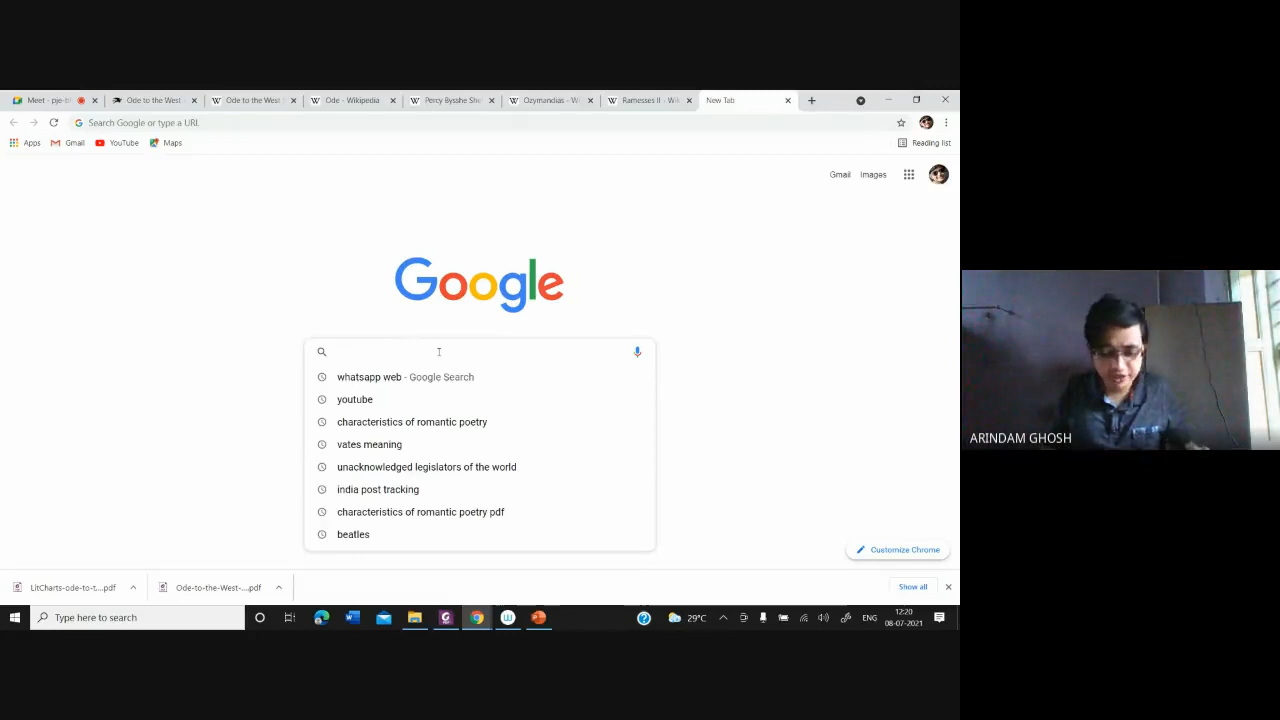 Meet - pje-b
Ode to the West
Ode to the West
Ode - Wikipedia
Percy Bysshe She
Ozymandias - Wi
Ramesses II - Wi
New Tab
Search Google or type a URL
Apps
Gmail
YouTube
Maps
Reading list
Gmail
Images
Google
whatsapp web - Google Search
youtube
characteristics of romantic poetry
vates meaning
unacknowledged legislators of the world
india post tracking
characteristics of romantic poetry pdf
beatles
Customize Chrome
LitCharts-ode-to-t....pdf
Ode-to-the-West-....pdf
Show all
Type here to search
29°C
ENG
12:20
08-07-2021
ARINDAM GHOSH